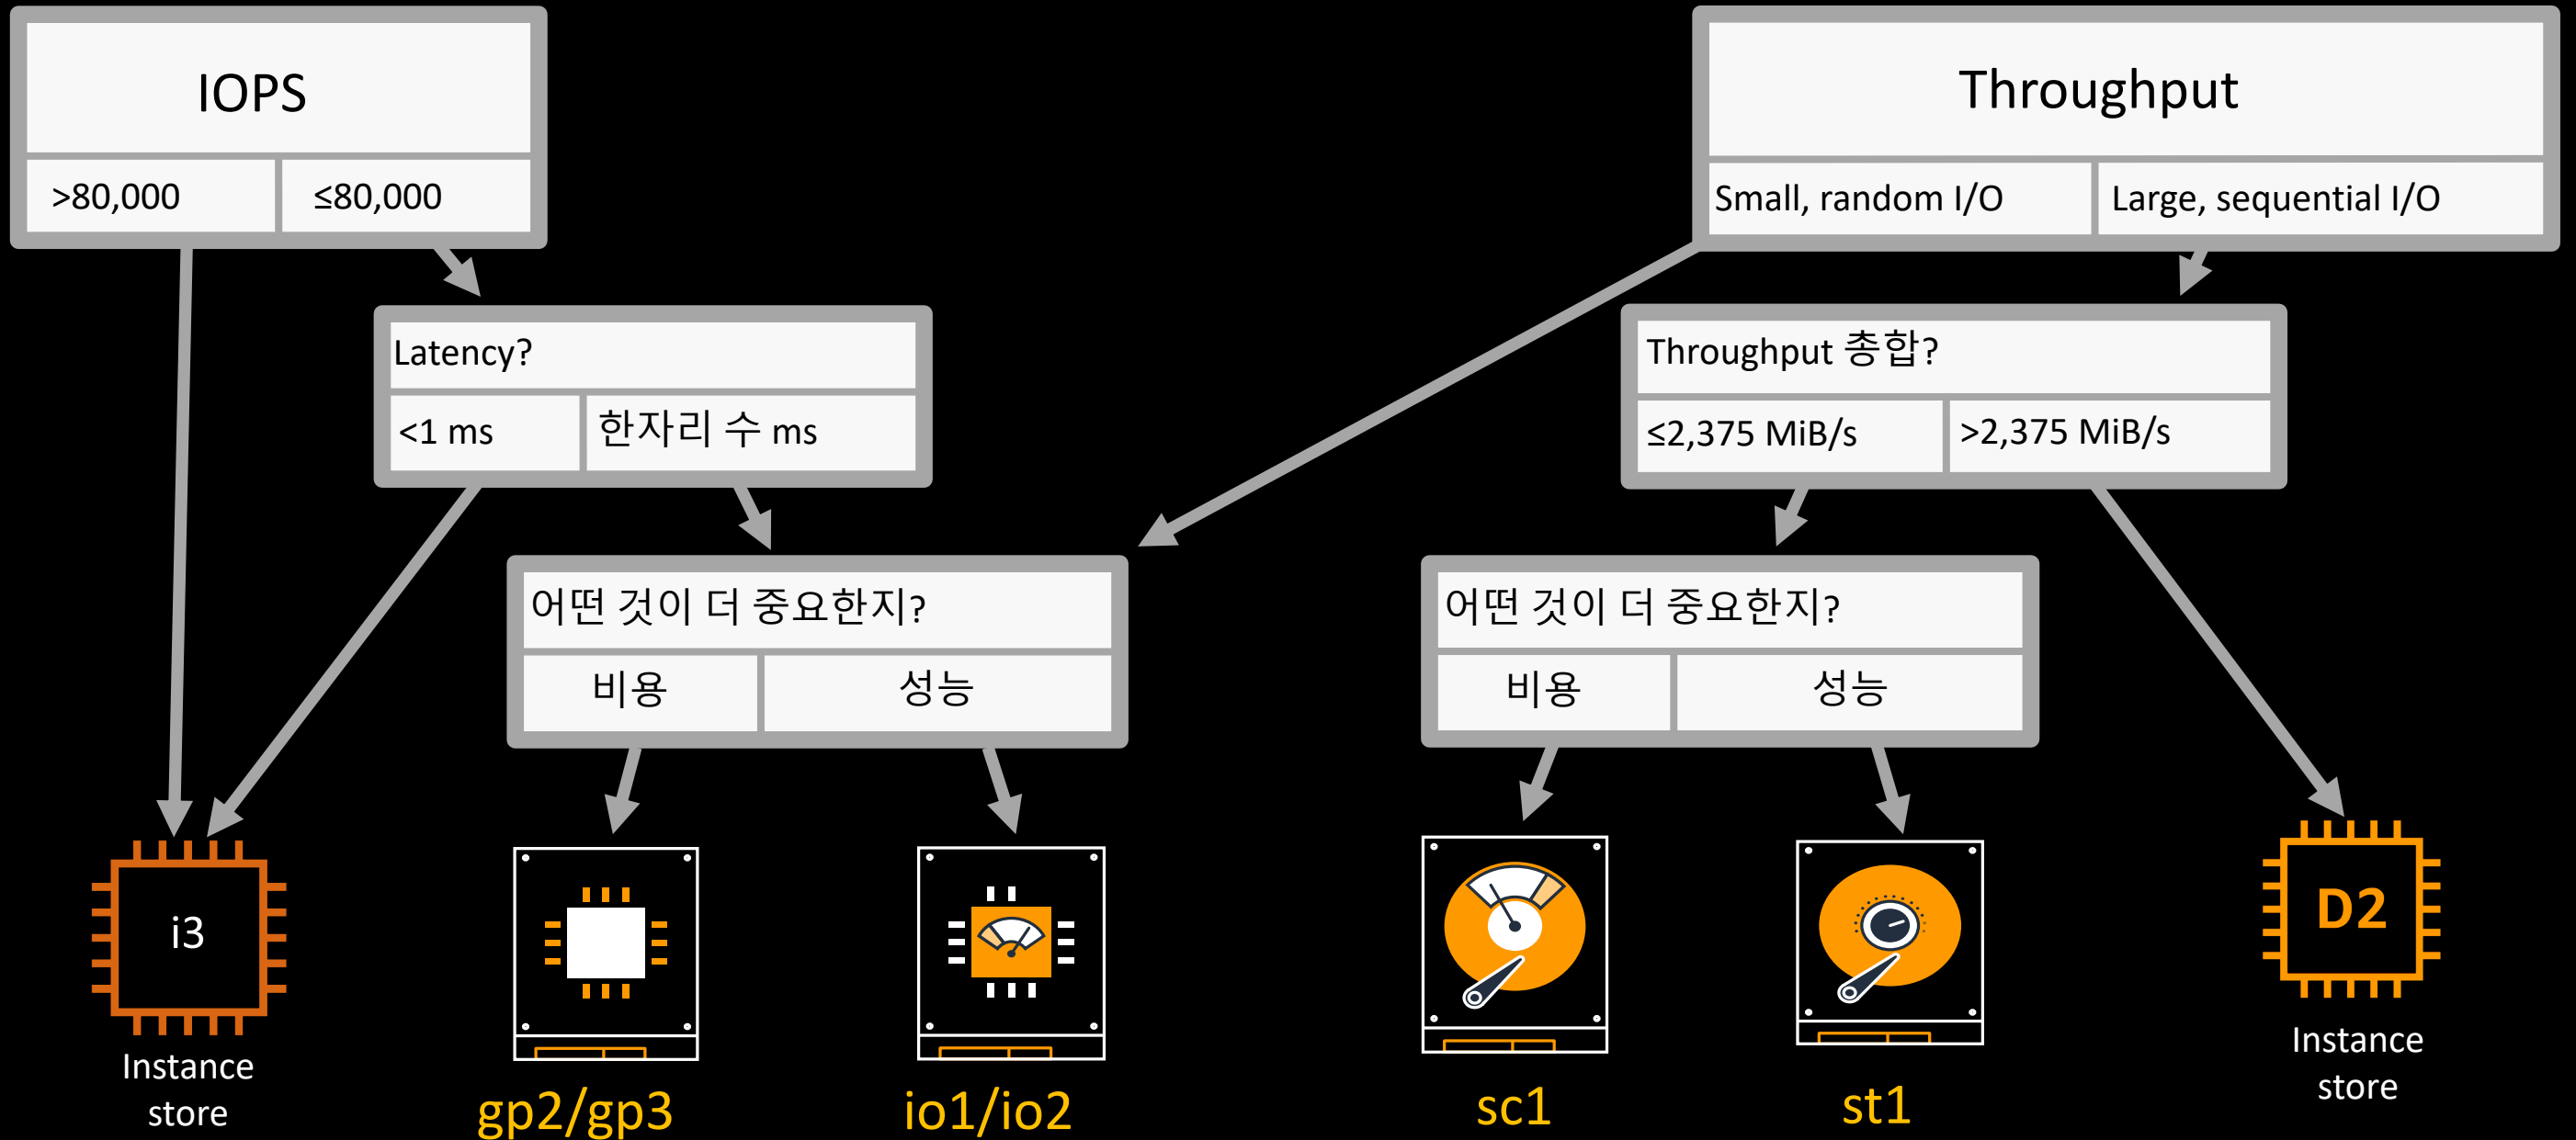 IOPS
>80,000
≤80,000
Throughput
Small, random I/O
Large, sequential I/O
Latency?
<1 ms
한자리 수 ms
Throughput 총합?
≤2,375 MiB/s
>2,375 MiB/s
어떤 것이 더 중요한지?
비용
성능
어떤 것이 더 중요한지?
비용
성능
i3
Instance
store
gp2/gp3
io1/io2
sc1
st1
D2
Instance
store